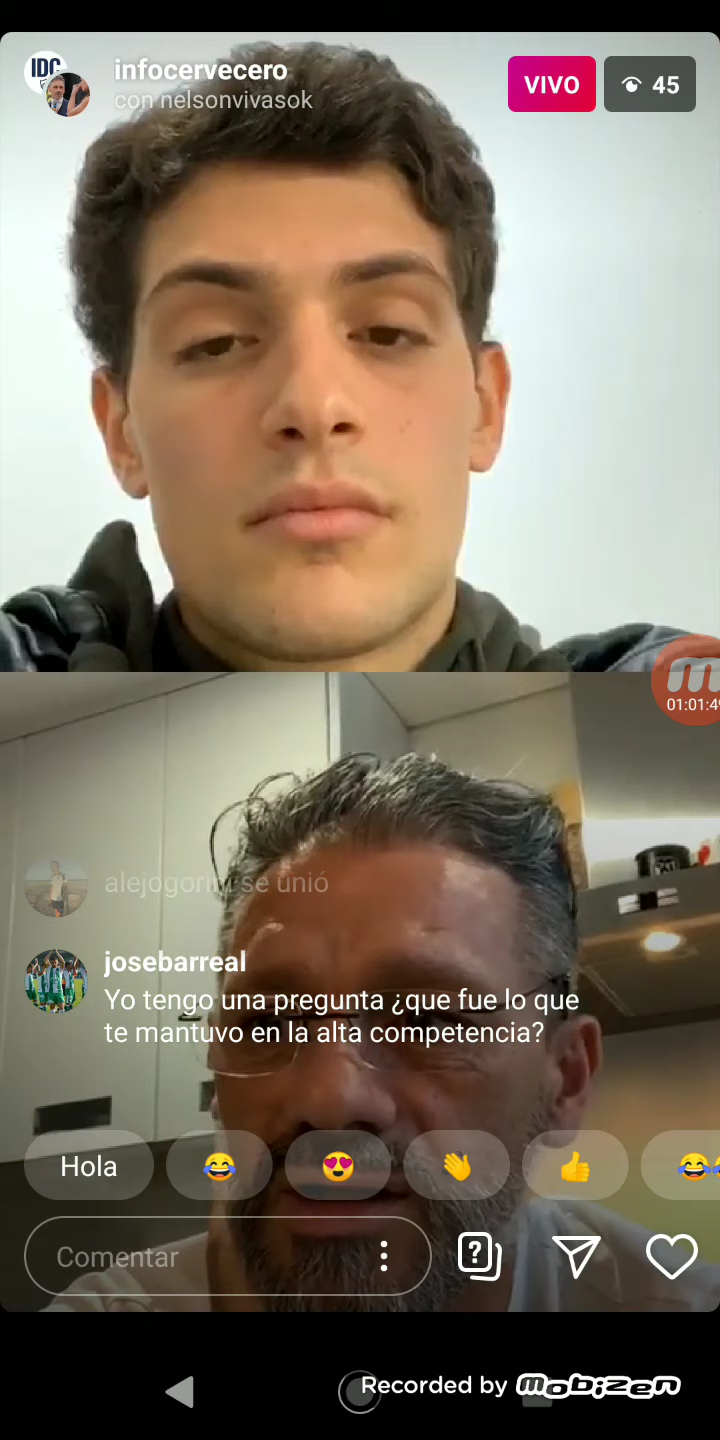 IDC
infocervecero
con nelsonvivasok
VIVO
45
01:01:49
alejogorini se unió
josebarreal
Yo tengo una pregunta ¿que fue lo que
te mantuvo en la alta competencia?
Hola
Comentar
Recorded by mobizen